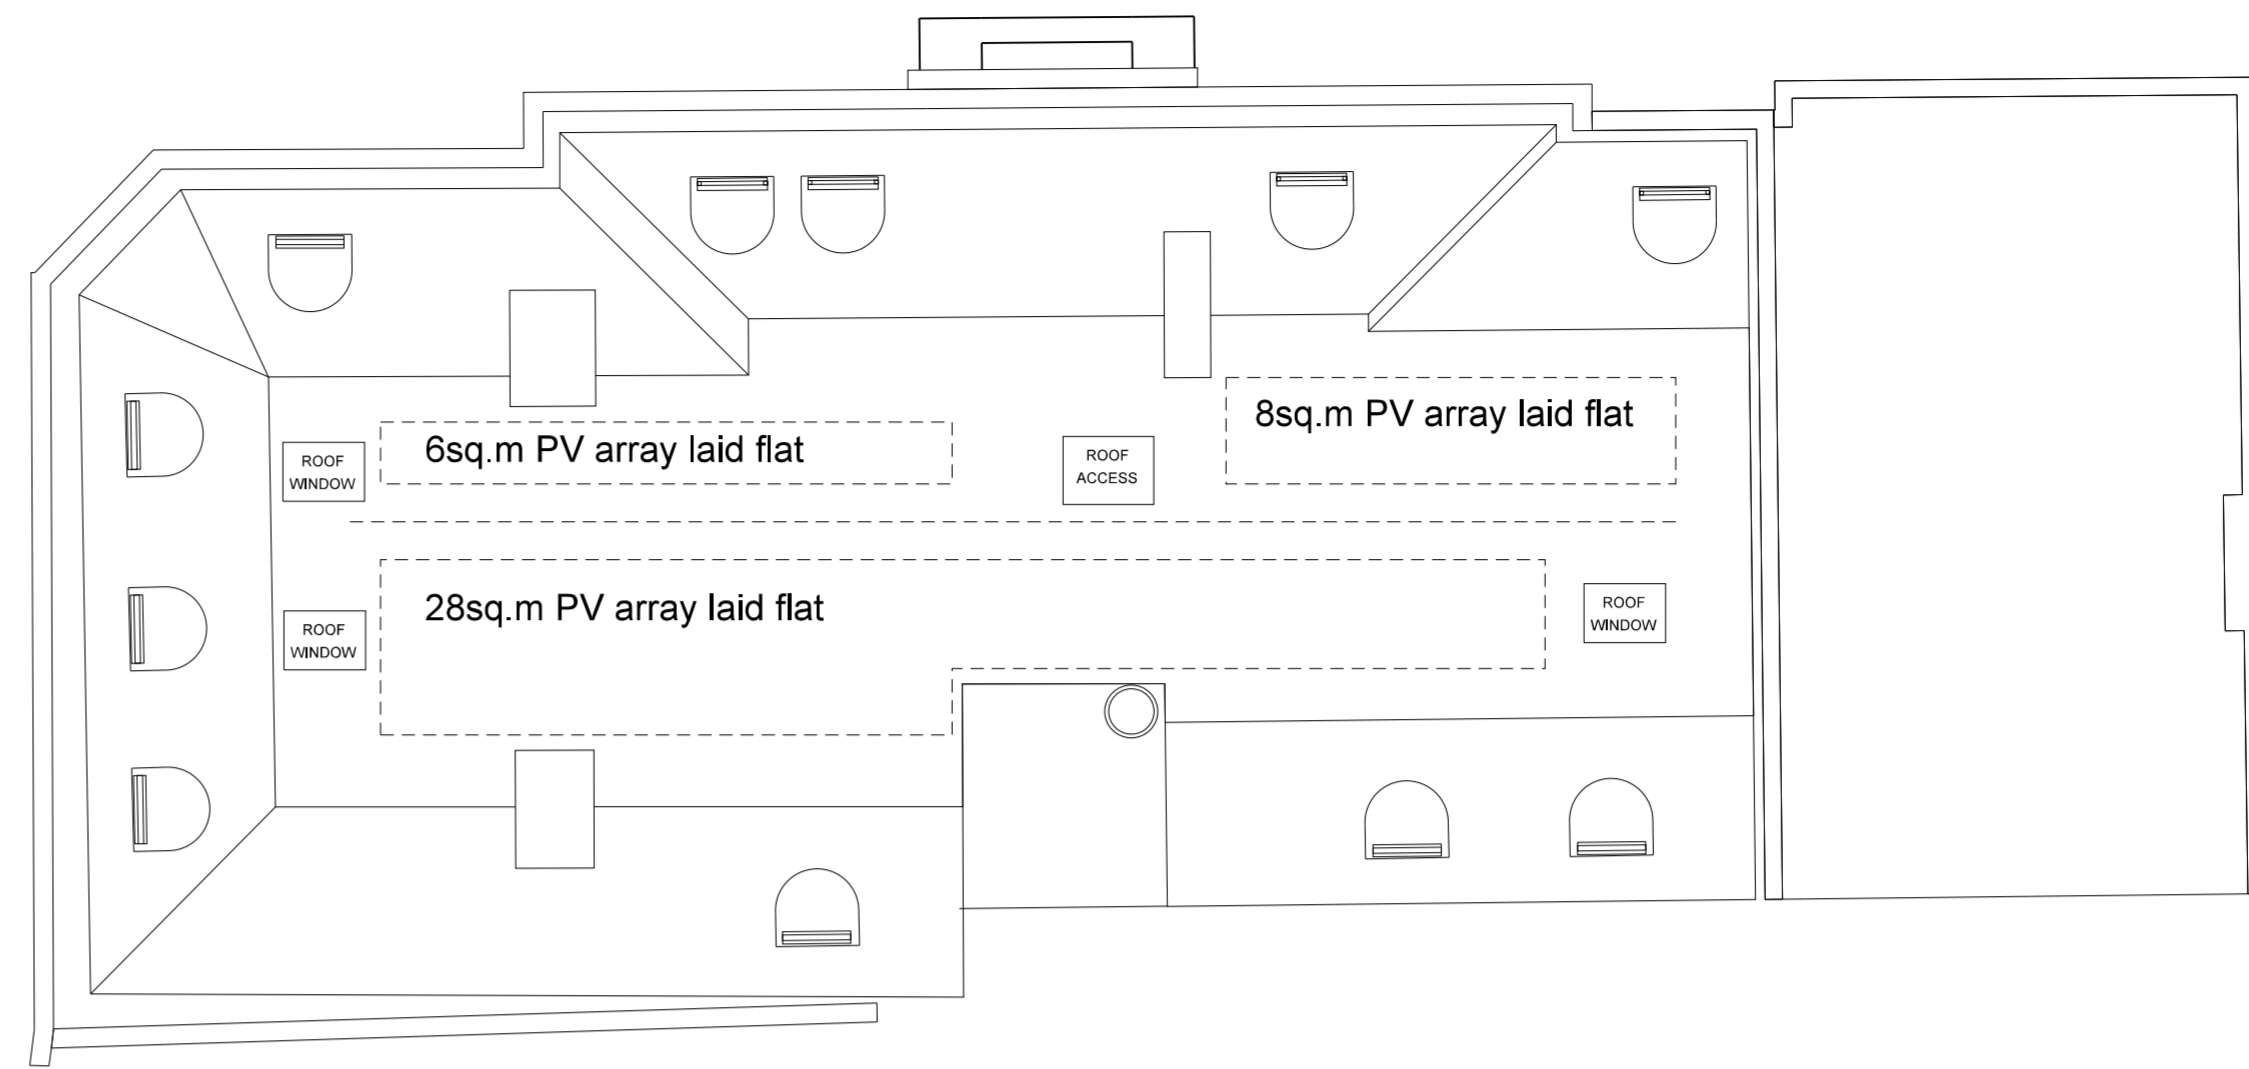 8sq.m PV array laid flat
6sq.m PV array laid flat
ROOF
WINDOW
ROOF
ACCESS
28sq.m PV array laid flat
ROOF
WINDOW
ROOF
WINDOW